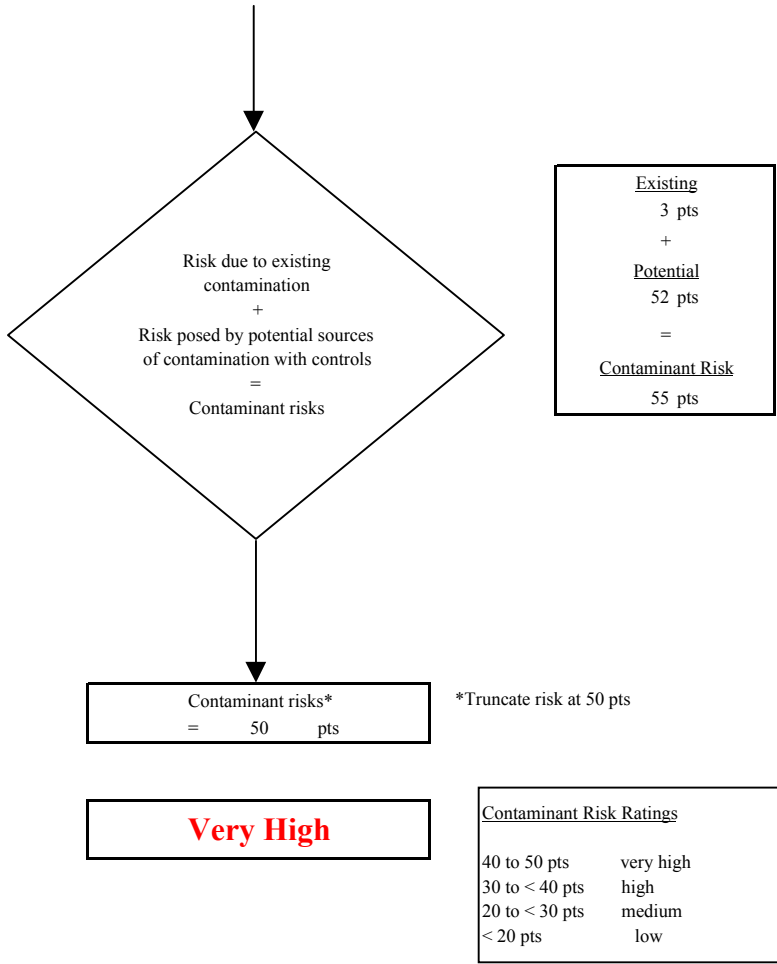 Risk due to existing
contamination
+
Risk posed by potential sources
of contamination with controls
=
Contaminant risks
Existing
3 pts
+
Potential
52 pts
=
Contaminant Risk
55 pts
Contaminant risks*
= 50 pts
*Truncate risk at 50 pts
Very High
Contaminant Risk Ratings
40 to 50 pts very high
30 to < 40 pts high
20 to < 30 pts medium
< 20 pts low